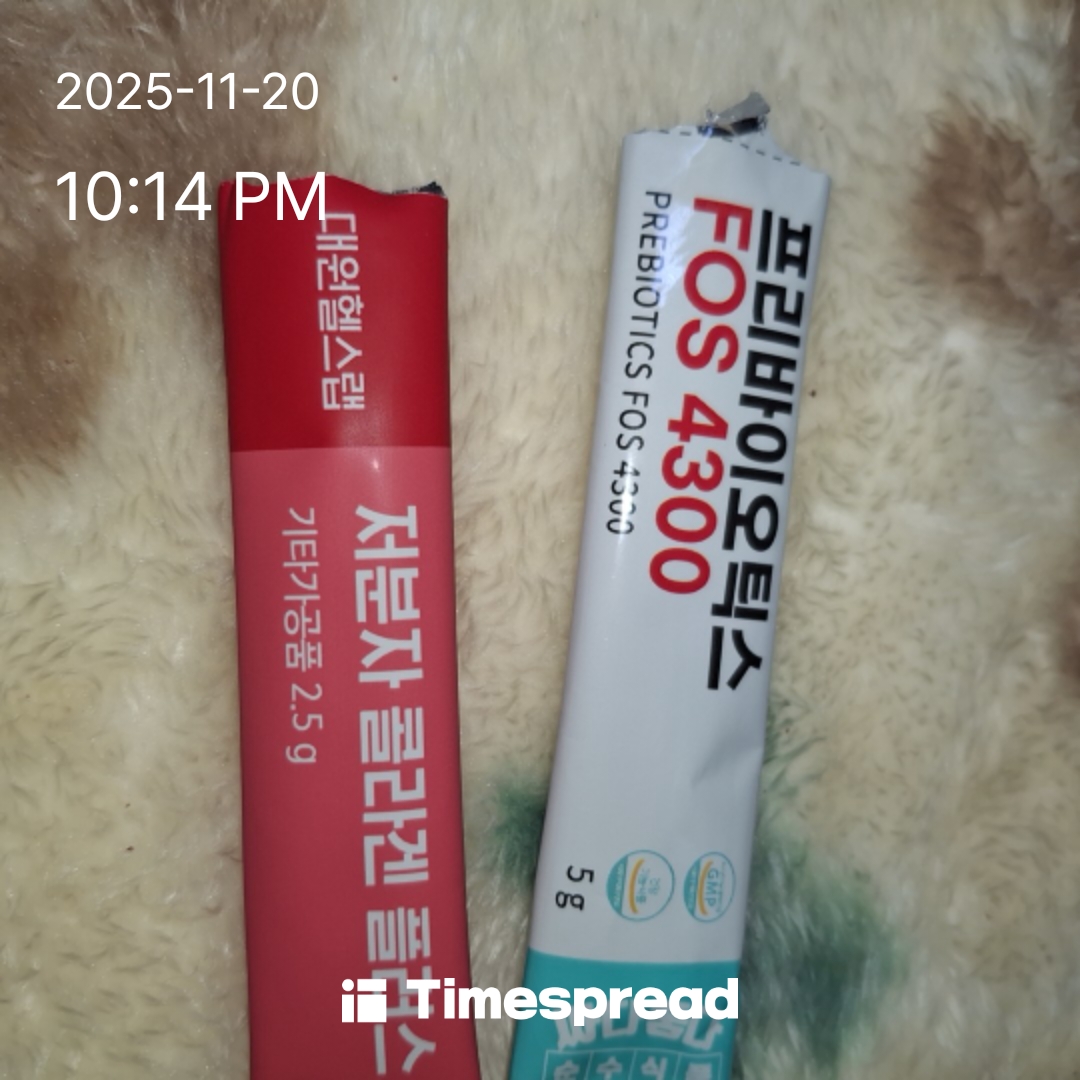 2025-11-20
10:14 PM
대원헬스랩
저분자 콜라겐 플러스
기타가공품 2.5 g
프리바이오틱스
FOS 4300
PREBIOTICS FOS 4300
GMP
5g
Timespread